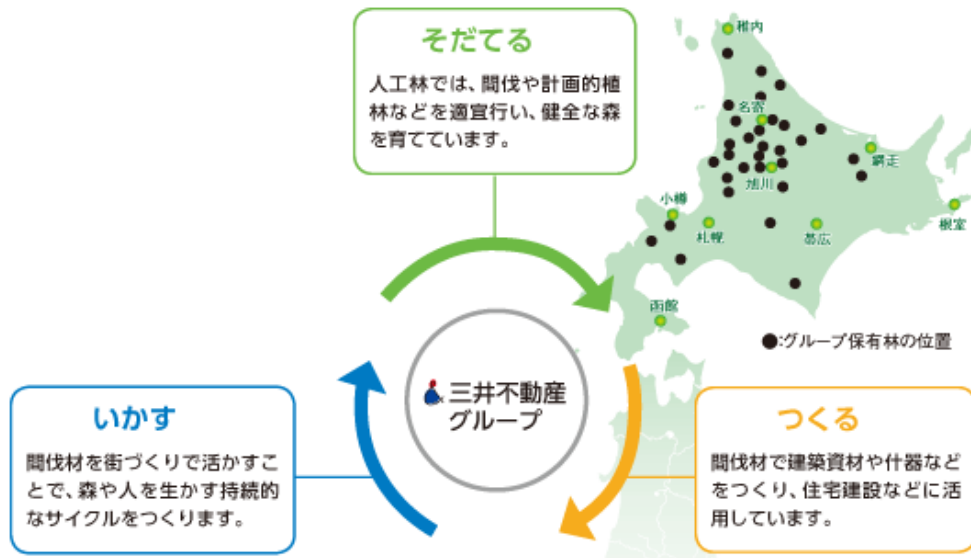 そだてる
人工林では、間伐や計画的植
林などを適宜行い、健全な森
を育てています。
稚内
名寄
網走
旭川
小樽
札幌
帯広
根室
函館
●:グループ保有林の位置
三井不動産
グループ
いかす
間伐材を街づくりで活かすこ
とで、森や人を生かす持続的
なサイクルをつくります。
つくる
間伐材で建築資材や什器など
をつくり、住宅建設などに活
用しています。